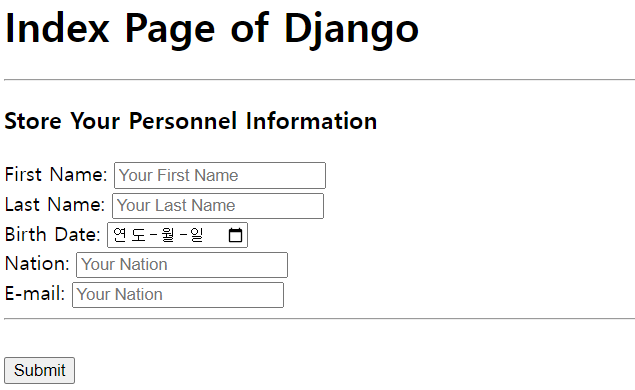 Index Page of Django
Store Your Personnel Information
First Name: Your First Name
Last Name: Your Last Name
Birth Date: 연도-월-일
Nation: Your Nation
E-mail: Your Nation
Submit